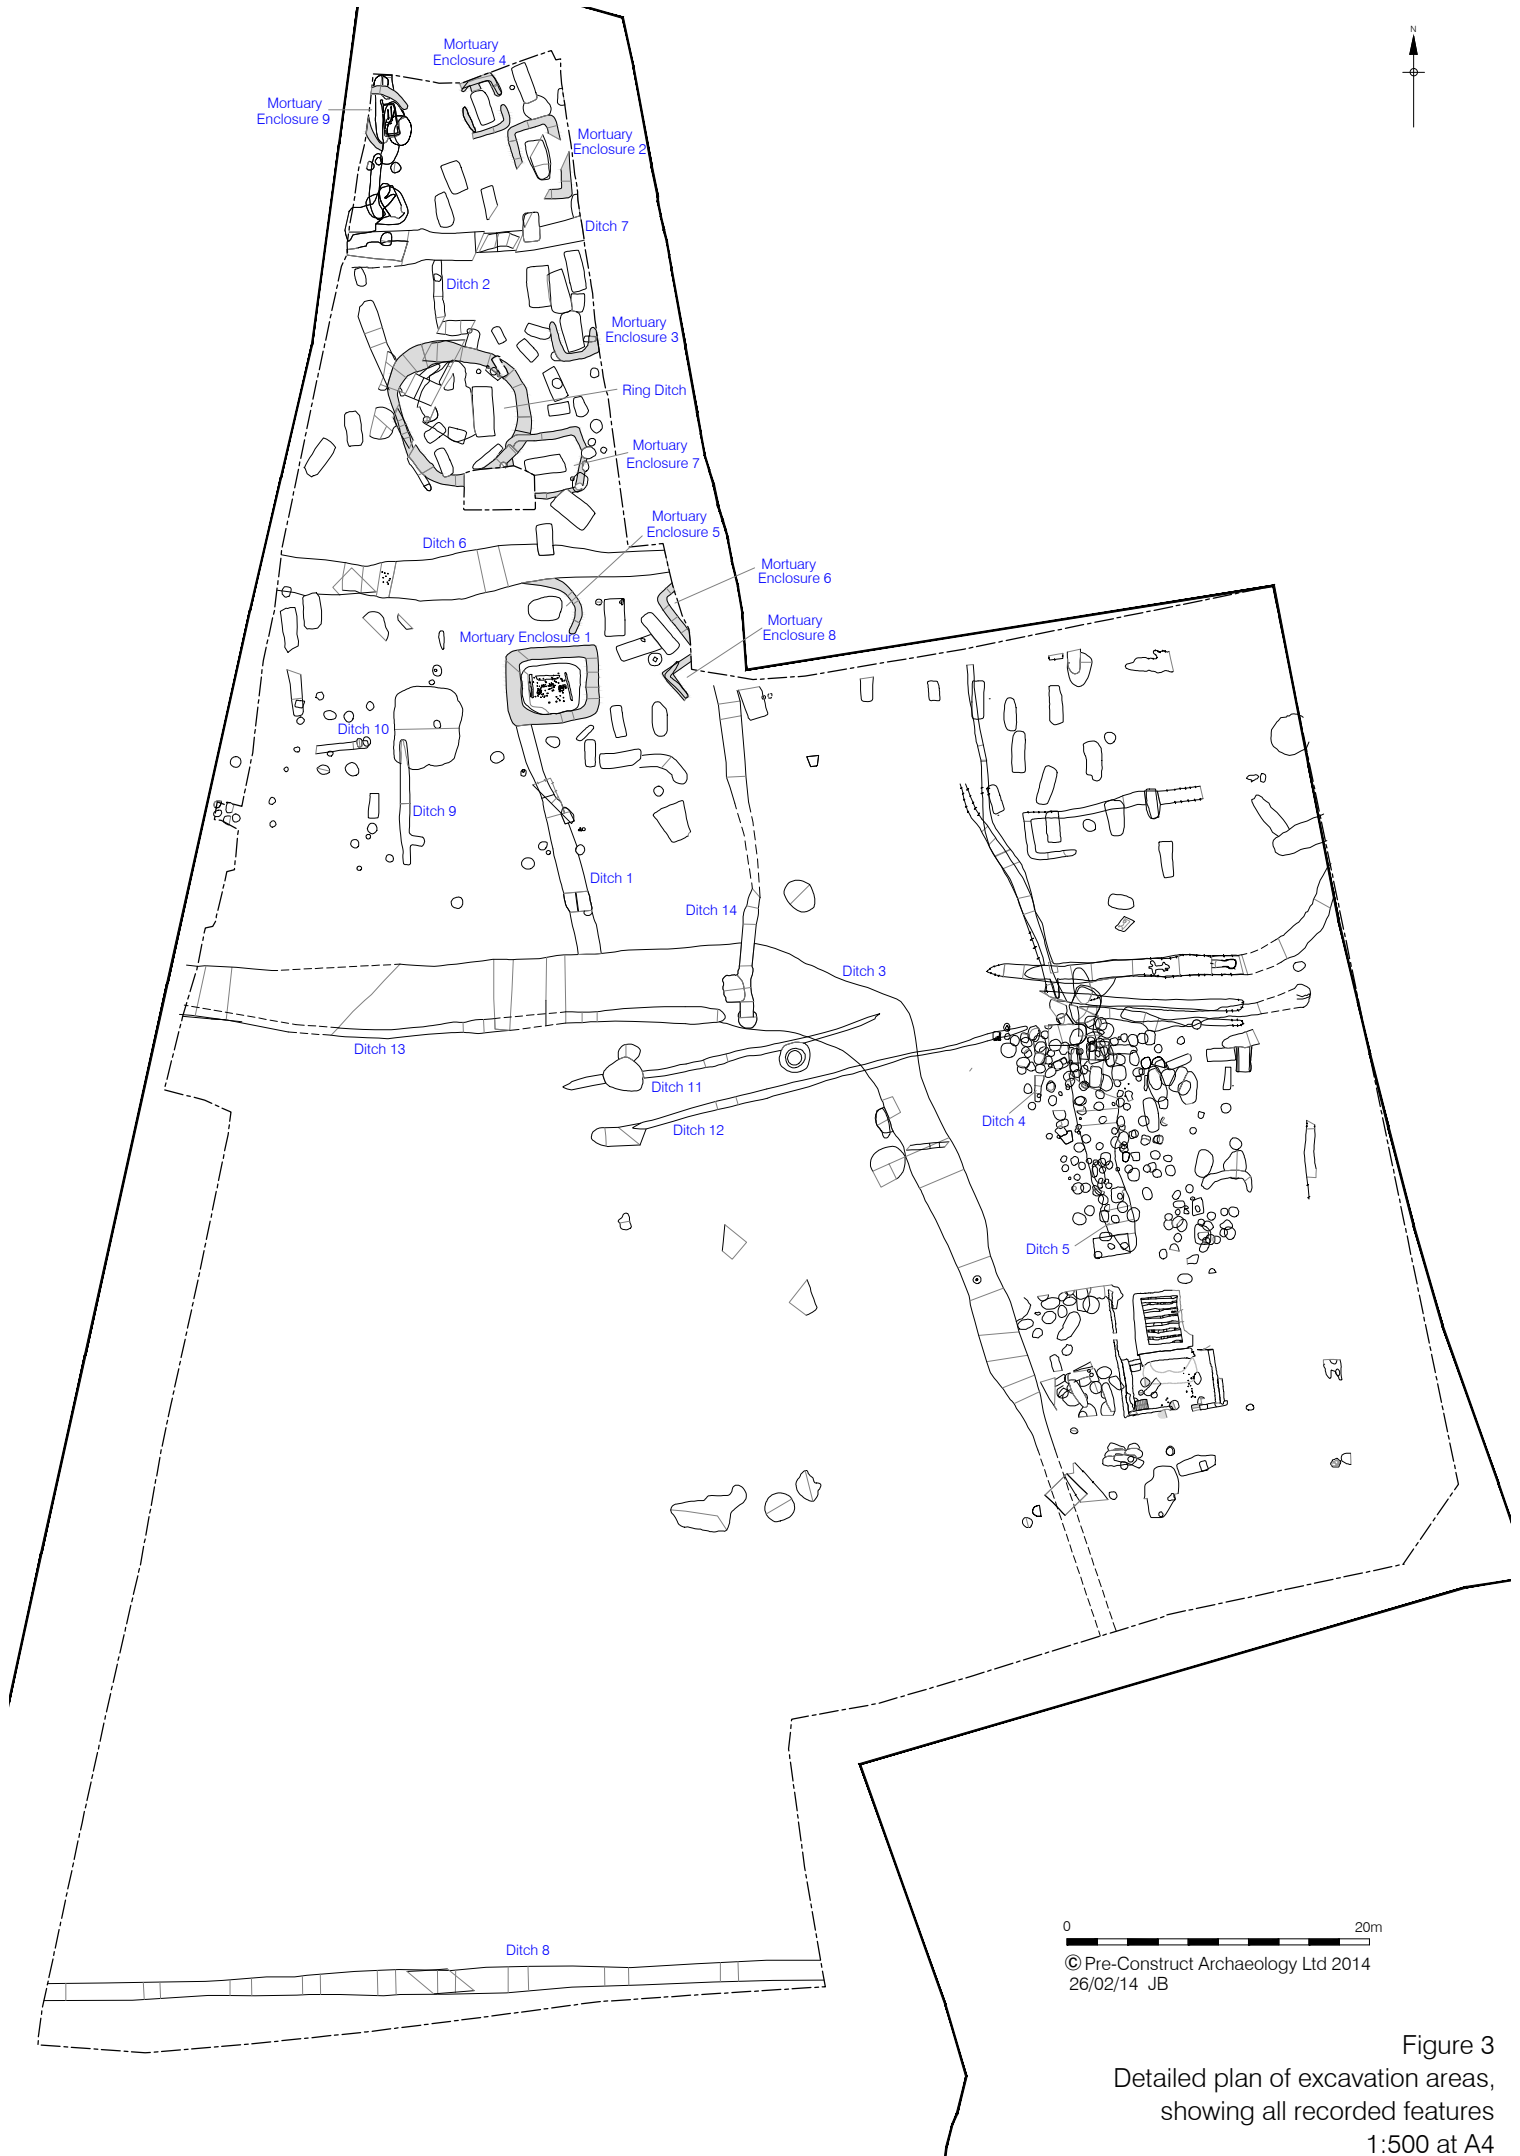 N
Mortuary
Enclosure 4
Mortuary
Enclosure 9
Mortuary
Enclosure 2
Ditch 7
Ditch 2
Mortuary
Enclosure 3
Ring Ditch
Mortuary
Enclosure 7
Mortuary
Enclosure 5
Ditch 6
Mortuary
Enclosure 6
Mortuary
Enclosure 8
Mortuary Enclosure 1
Ditch 10
Ditch 9
Ditch 1
Ditch 14
Ditch 3
Ditch 13
Ditch 11
Ditch 12
Ditch 4
Ditch 5
Ditch 8
0 20m
© Pre-Construct Archaeology Ltd 2014
26/02/14 JB
Figure 3
Detailed plan of excavation areas,
showing all recorded features
1:500 at A4